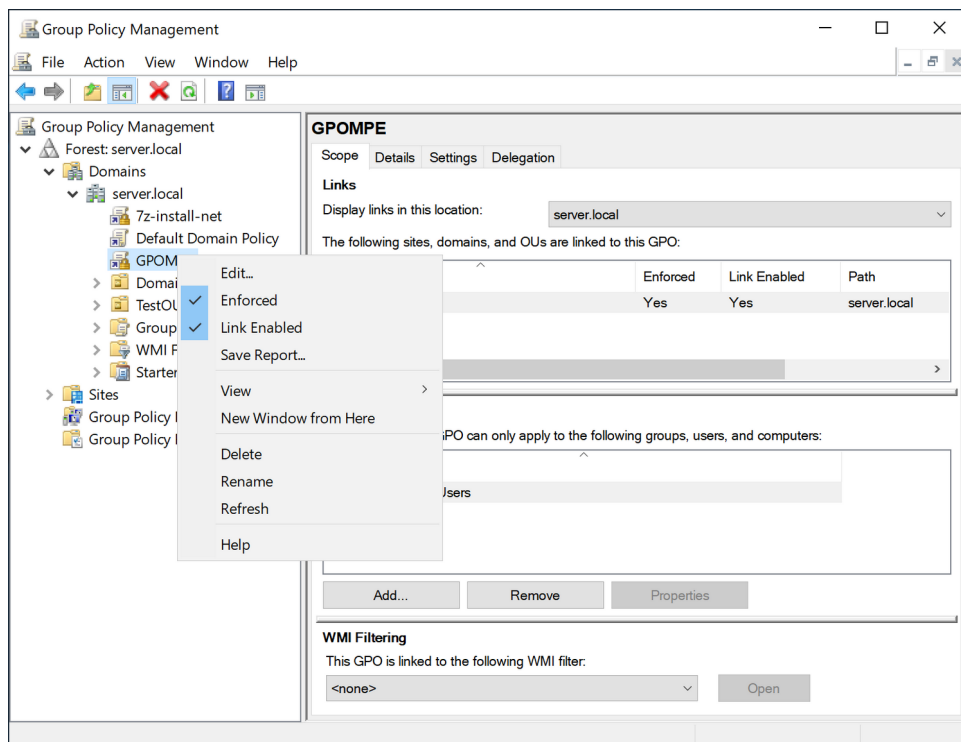 Group Policy Management
File Action View Window Help
Group Policy Management
Forest: server.local
Domains
server.local
7z-install-net
Default Domain Policy
GPOM
Domai
TestOU
Group
WMI F
Starter
Sites
Group Policy
Group Policy
Edit...
Enforced
Link Enabled
Save Report...
View
New Window from Here
Delete
Rename
Refresh
Help
GPOMPE
Scope Details Settings Delegation
Links
Display links in this location: server.local
The following sites, domains, and OUs are linked to this GPO:
Enforced Link Enabled Path
Yes Yes server.local
GPO can only apply to the following groups, users, and computers:
Users
Add... Remove Properties
WMI Filtering
This GPO is linked to the following WMI filter:
<none> Open